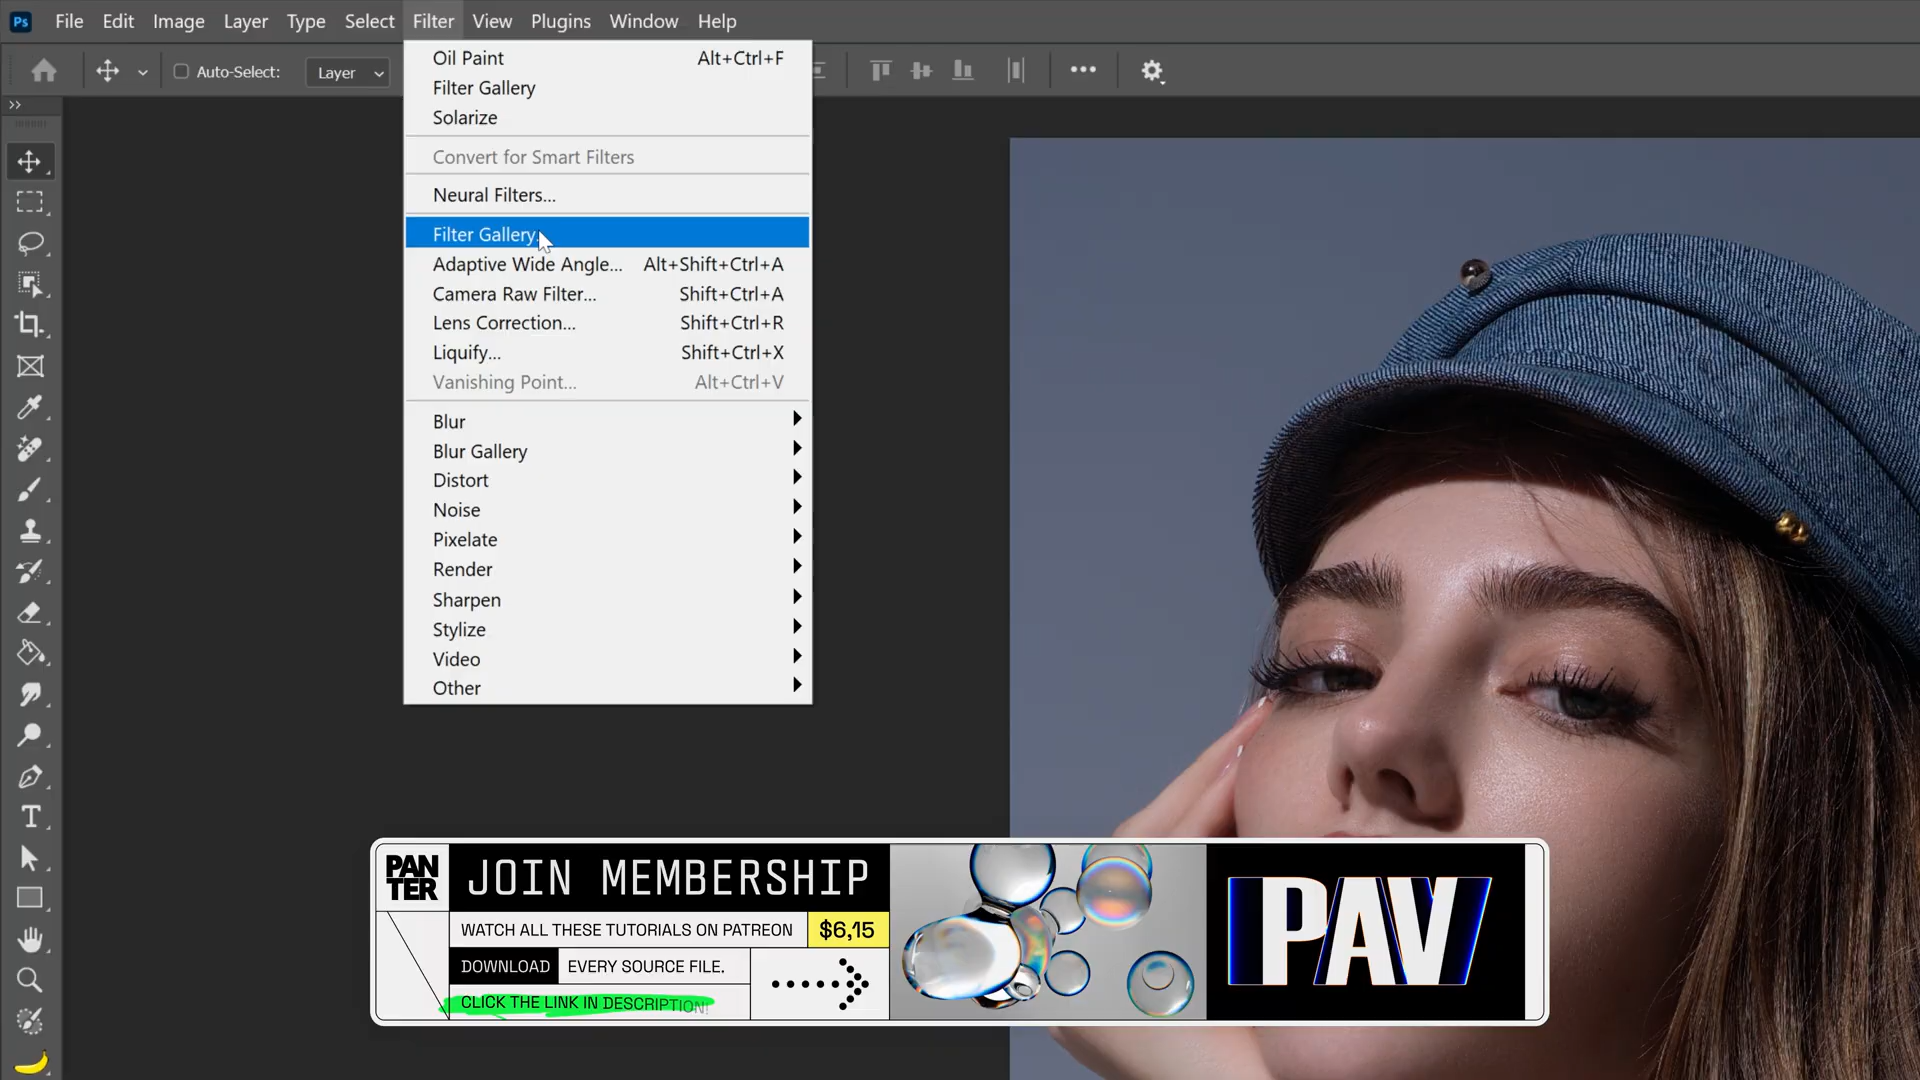 Ps File Edit Image Layer Type Select Filter View Plugins Window Help
Auto-Select: Layer
Oil Paint Alt+Ctrl+F
Filter Gallery
Solarize
Convert for Smart Filters
Neural Filters...
Filter Gallery...
Adaptive Wide Angle... Alt+Shift+Ctrl+A
Camera Raw Filter... Shift+Ctrl+A
Lens Correction... Shift+Ctrl+R
Liquify... Shift+Ctrl+X
Vanishing Point... Alt+Ctrl+V
Blur
Blur Gallery
Distort
Noise
Pixelate
Render
Sharpen
Stylize
Video
Other
PAN
TER
JOIN MEMBERSHIP
WATCH ALL THESE TUTORIALS ON PATREON $6,15
DOWNLOAD EVERY SOURCE FILE.
CLICK THE LINK IN DESCRIPTION!
PAV